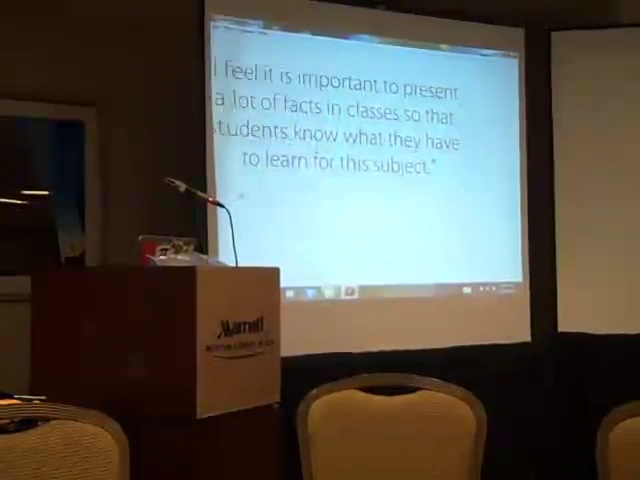 I feel it is important to present
a lot of facts in classes so that
students know what they have
to learn for this subject."
Marriott